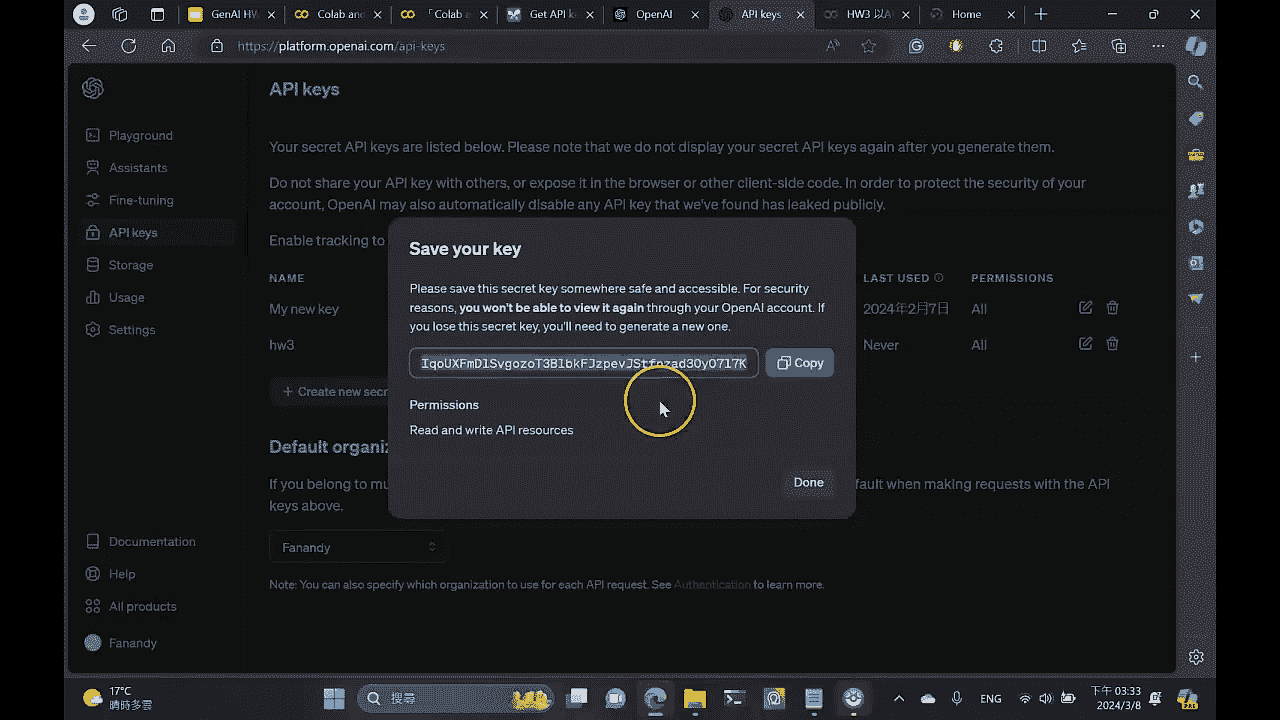 GenAI HW
Colab and
「Colab a
Get API k
OpenAI
API keys
HW3 以A
Home
https://platform.openai.com/api-keys
API keys
Playground
Assistants
Fine-tuning
API keys
Storage
Usage
Settings
Your secret API keys are listed below. Please note that we do not display your secret API keys again after you generate them.
Do not share your API key with others, or expose it in the browser or other client-side code. In order to protect the security of your
account, OpenAI may also automatically disable any API key that we've found has leaked publicly.
Enable tracking to
NAME
LAST USED
PERMISSIONS
My new key
2024年2月7日
All
hw3
Never
All
+ Create new secr
Save your key
Please save this secret key somewhere safe and accessible. For security
reasons, you won't be able to view it again through your OpenAI account. If
you lose this secret key, you'll need to generate a new one.
Copy
Permissions
Read and write API resources
Done
Default organiz
If you belong to mu
fault when making requests with the API
keys above.
Fanandy
Note: You can also specify which organization to use for each API request. See Authentication to learn more.
Documentation
Help
All products
Fanandy
17°C
搜尋
ENG
下午 03:33
2024/3/8